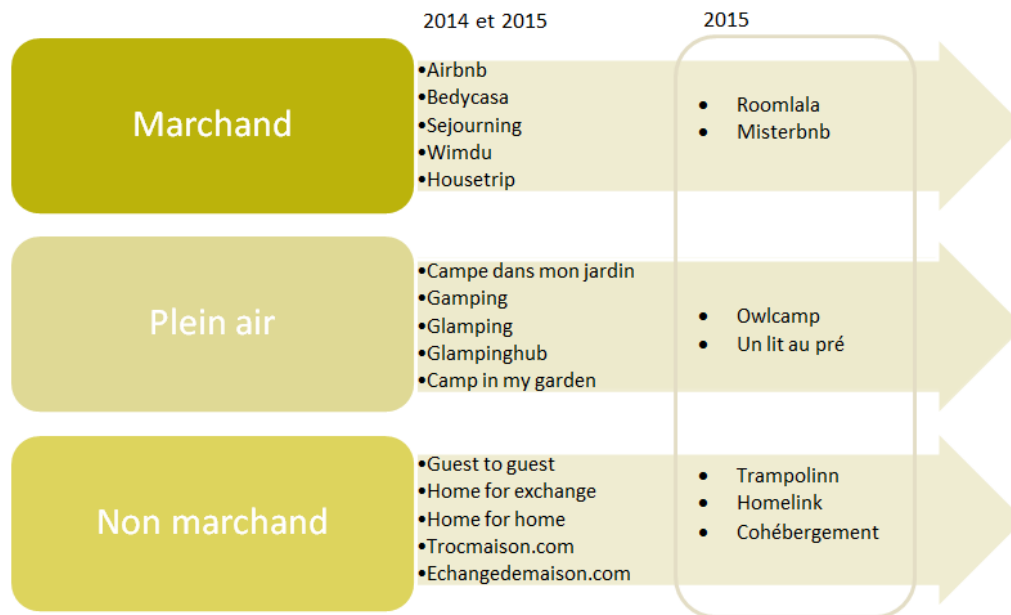 2014 et 2015
2015
Marchand
•Airbnb
•Bedycasa
•Sejourning
•Wimdu
•Housetrip
• Roomlala
• Misterbnb
Plein air
•Campe dans mon jardin
•Gamping
•Glamping
•Glampinghub
•Camp in my garden
• Owlcamp
• Un lit au pré
Non marchand
•Guest to guest
•Home for exchange
•Home for home
•Trocmaison.com
•Echangedemaison.com
• Trampolinn
• Homelink
• Cohébergement